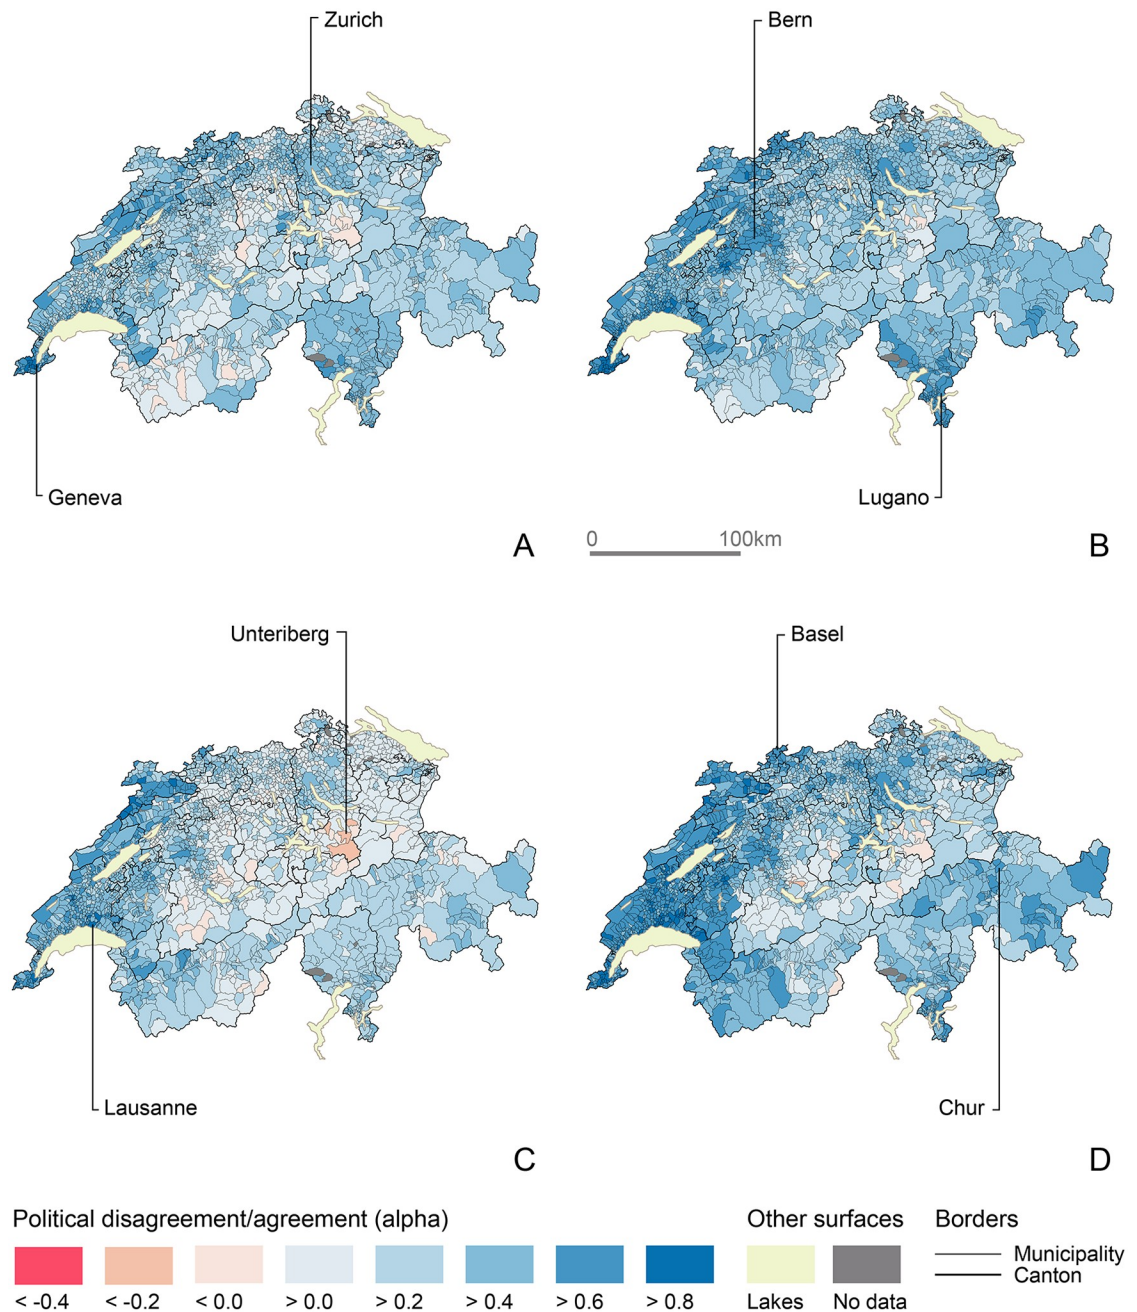 Zurich
Bern
Geneva
Lugano
A
0 100km
B
Unteriberg
Basel
Lausanne
Chur
C
D
Political disagreement/agreement (alpha)
Other surfaces
Borders
Municipality
Canton
< -0.4 < -0.2 < 0.0 > 0.0 > 0.2 > 0.4 > 0.6 > 0.8 Lakes No data